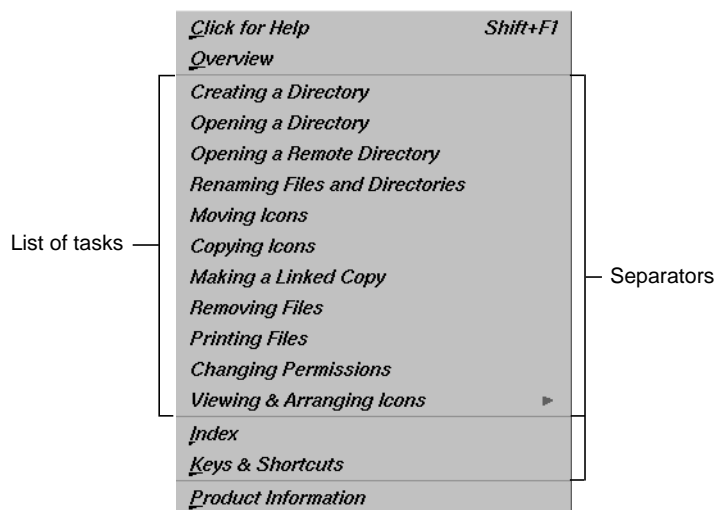 Click for Help Shift+F1
Overview
Creating a Directory
Opening a Directory
Opening a Remote Directory
Renaming Files and Directories
Moving Icons
List of tasks
Copying Icons
Making a Linked Copy
Separators
Removing Files
Printing Files
Changing Permissions
Viewing & Arranging Icons
Index
Keys & Shortcuts
Product Information